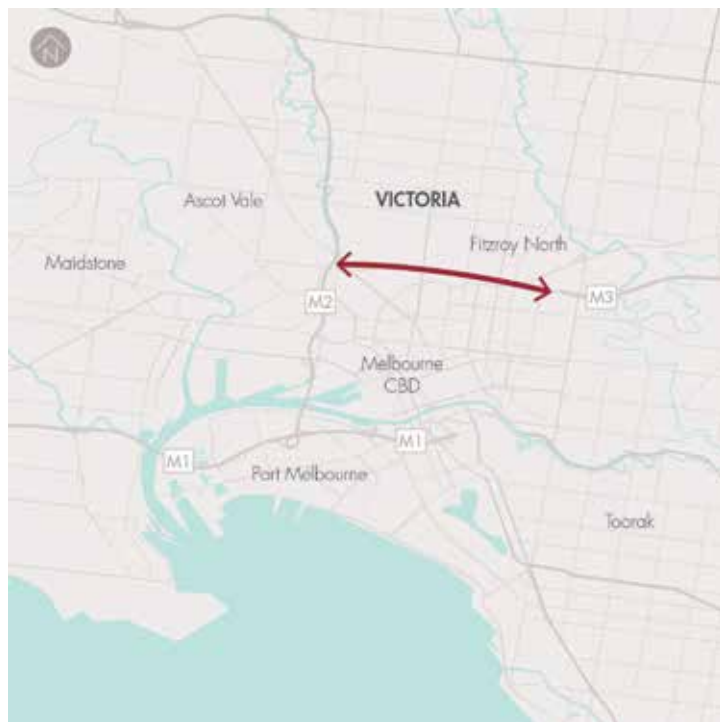 N
Ascot Vale
VICTORIA
Fitzroy North
Maidstone
M2
M3
Melbourne
CBD
M1
M1
Port Melbourne
Toorak